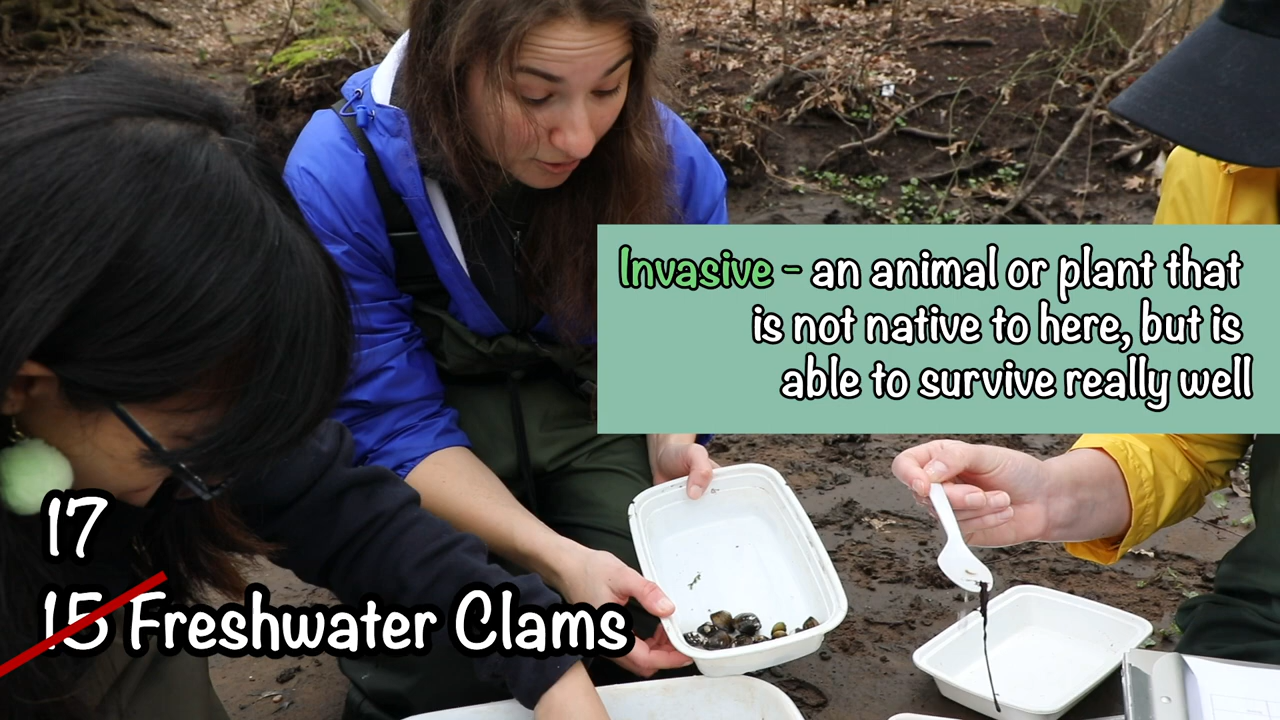 Invasive - an animal or plant that
is not native to here, but is
able to survive really well
17
15 Freshwater Clams